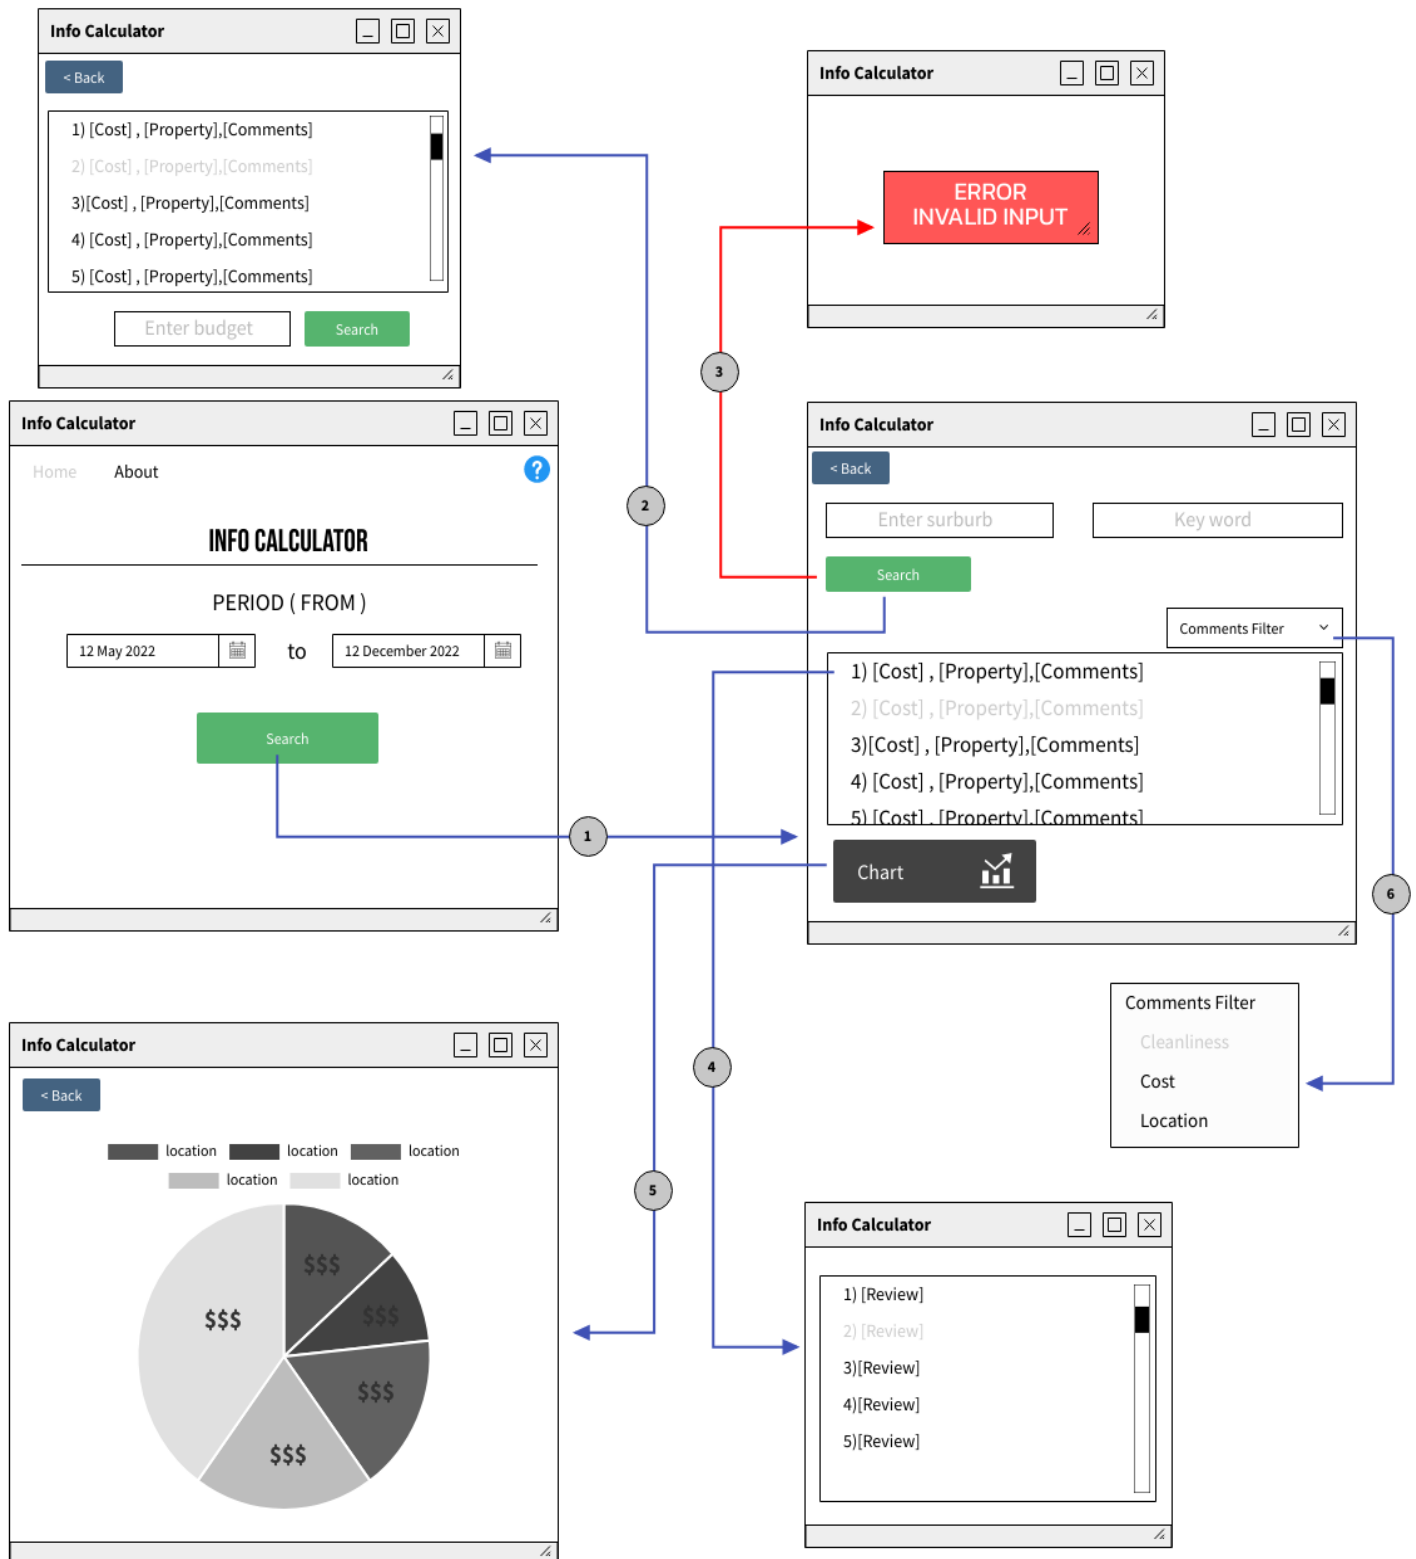 Info Calculator
< Back
1) [Cost] , [Property],[Comments]
2) [Cost] , [Property],[Comments]
3)[Cost] , [Property],[Comments]
4) [Cost] , [Property],[Comments]
5) [Cost] , [Property],[Comments]
Enter budget
Search
Info Calculator
ERROR
INVALID INPUT
3
2
Info Calculator
Home
About
?
INFO CALCULATOR
PERIOD ( FROM )
12 May 2022
to
12 December 2022
Search
1
Info Calculator
< Back
Enter surburb
Key word
Search
Comments Filter
1) [Cost] , [Property],[Comments]
2) [Cost] , [Property],[Comments]
3)[Cost] , [Property],[Comments]
4) [Cost] , [Property],[Comments]
5) [Cost] , [Property],[Comments]
Chart
6
Comments Filter
Cleanliness
Cost
Location
4
5
Info Calculator
< Back
location
location
location
location
location
$$$
$$$
$$$
$$$
$$$
Info Calculator
1) [Review]
2) [Review]
3)[Review]
4)[Review]
5)[Review]